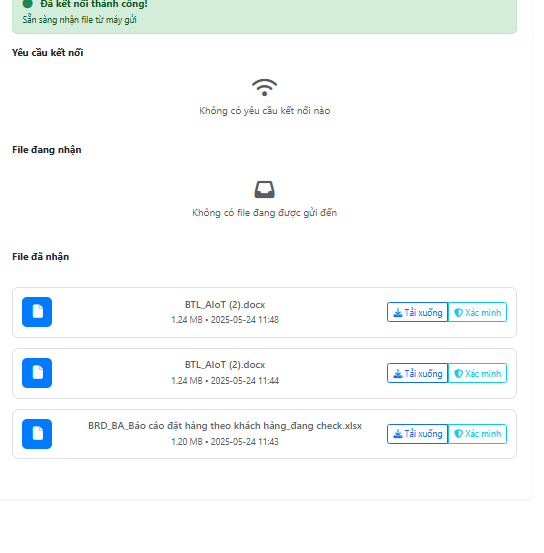 Đã kết nối thành công!
Sẵn sàng nhận file từ máy gửi
Yêu cầu kết nối
Không có yêu cầu kết nối nào
File đang nhận
Không có file đang được gửi đến
File đã nhận
BTL_AIoT (2).docx
1.24 MB • 2025-05-24 11:48
Tải xuống Xác minh
BTL_AIoT (2).docx
1.24 MB • 2025-05-24 11:44
Tải xuống Xác minh
BRD_BA_Báo cáo đặt hàng theo khách hàng_đang check.xlsx
1.20 MB • 2025-05-24 11:43
Tải xuống Xác minh